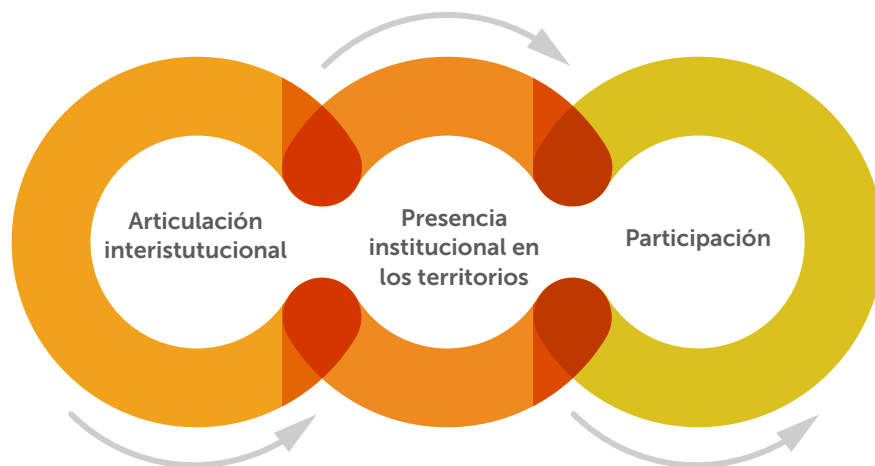 Articulación
interistutucional
Presencia
institucional en
los territorios
Participación